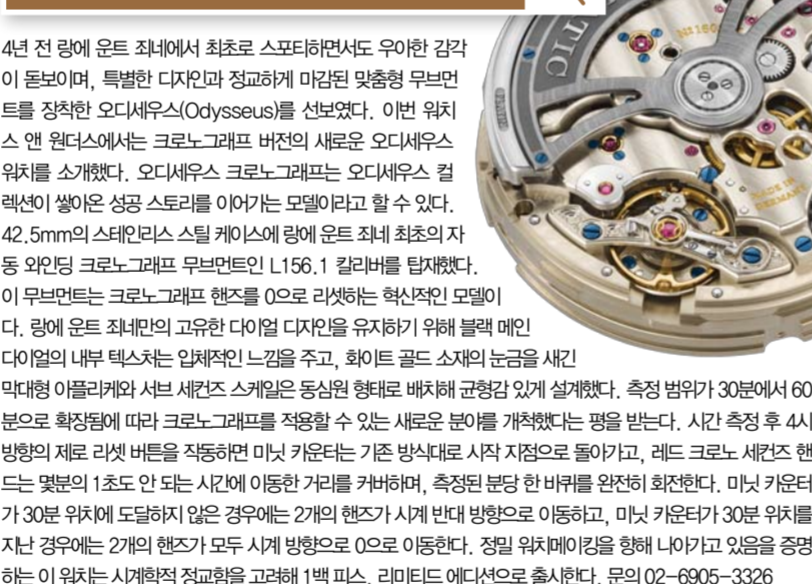 4년 전 랑에 운트 죄네에서 최초로 스포티하면서도 우아한 감각
이 돋보이며, 특별한 디자인과 정교하게 마감된 맞춤형 무브먼
트를 장착한 오디세우스(Odysseus)를 선보였다. 이번 워치
스 앤 원더스에서는 크로노그래프 버전의 새로운 오디세우스
워치를 소개했다. 오디세우스 크로노그래프는 오디세우스 컬
렉션이 쌓아온 성공 스토리를 이어가는 모델이라고 할 수 있다.
42.5mm의 스테인리스 스틸 케이스에 랑에 운트 죄네 최초의 자
동 와인딩 크로노그래프 무브먼트인 L156.1 칼리버를 탑재했다.
이 무브먼트는 크로노그래프 핸즈를 0으로 리셋하는 혁신적인 모델이
다. 랑에 운트 죄네만의 고유한 다이얼 디자인을 유지하기 위해 블랙 메인
다이얼의 내부 텍스처는 입체적인 느낌을 주고, 화이트 골드 소재의 눈금을 새긴
막대형 아플리케와 서브 세컨즈 스케일은 동심원 형태로 배치해 균형감 있게 설계했다. 측정 범위가 30분에서 60
분으로 확장됨에 따라 크로노그래프를 적용할 수 있는 새로운 분야를 개척했다는 평을 받는다. 시간 측정 후 4시
방향의 제로 리셋 버튼을 작동하면 미닛 카운터는 기존 방식대로 시작 지점으로 돌아가고, 레드 크로노 세컨즈 핸
드는 몇분의 1초도 안 되는 시간에 이동한 거리를 커버하며, 측정된 분당 한 바퀴를 완전히 회전한다. 미닛 카운터
가 30분 위치에 도달하지 않은 경우에는 2개의 핸즈가 시계 반대 방향으로 이동하고, 미닛 카운터가 30분 위치를
지난 경우에는 2개의 핸즈가 모두 시계 방향으로 0으로 이동한다. 정밀 워치메이킹을 향해 나아가고 있음을 증명
하는 이 워치는 시계학적 정교함을 고려해 1백 피스, 리미티드 에디션으로 출시한다. 문의 02-6905-3326
TIC
MADE IN
GERMANY